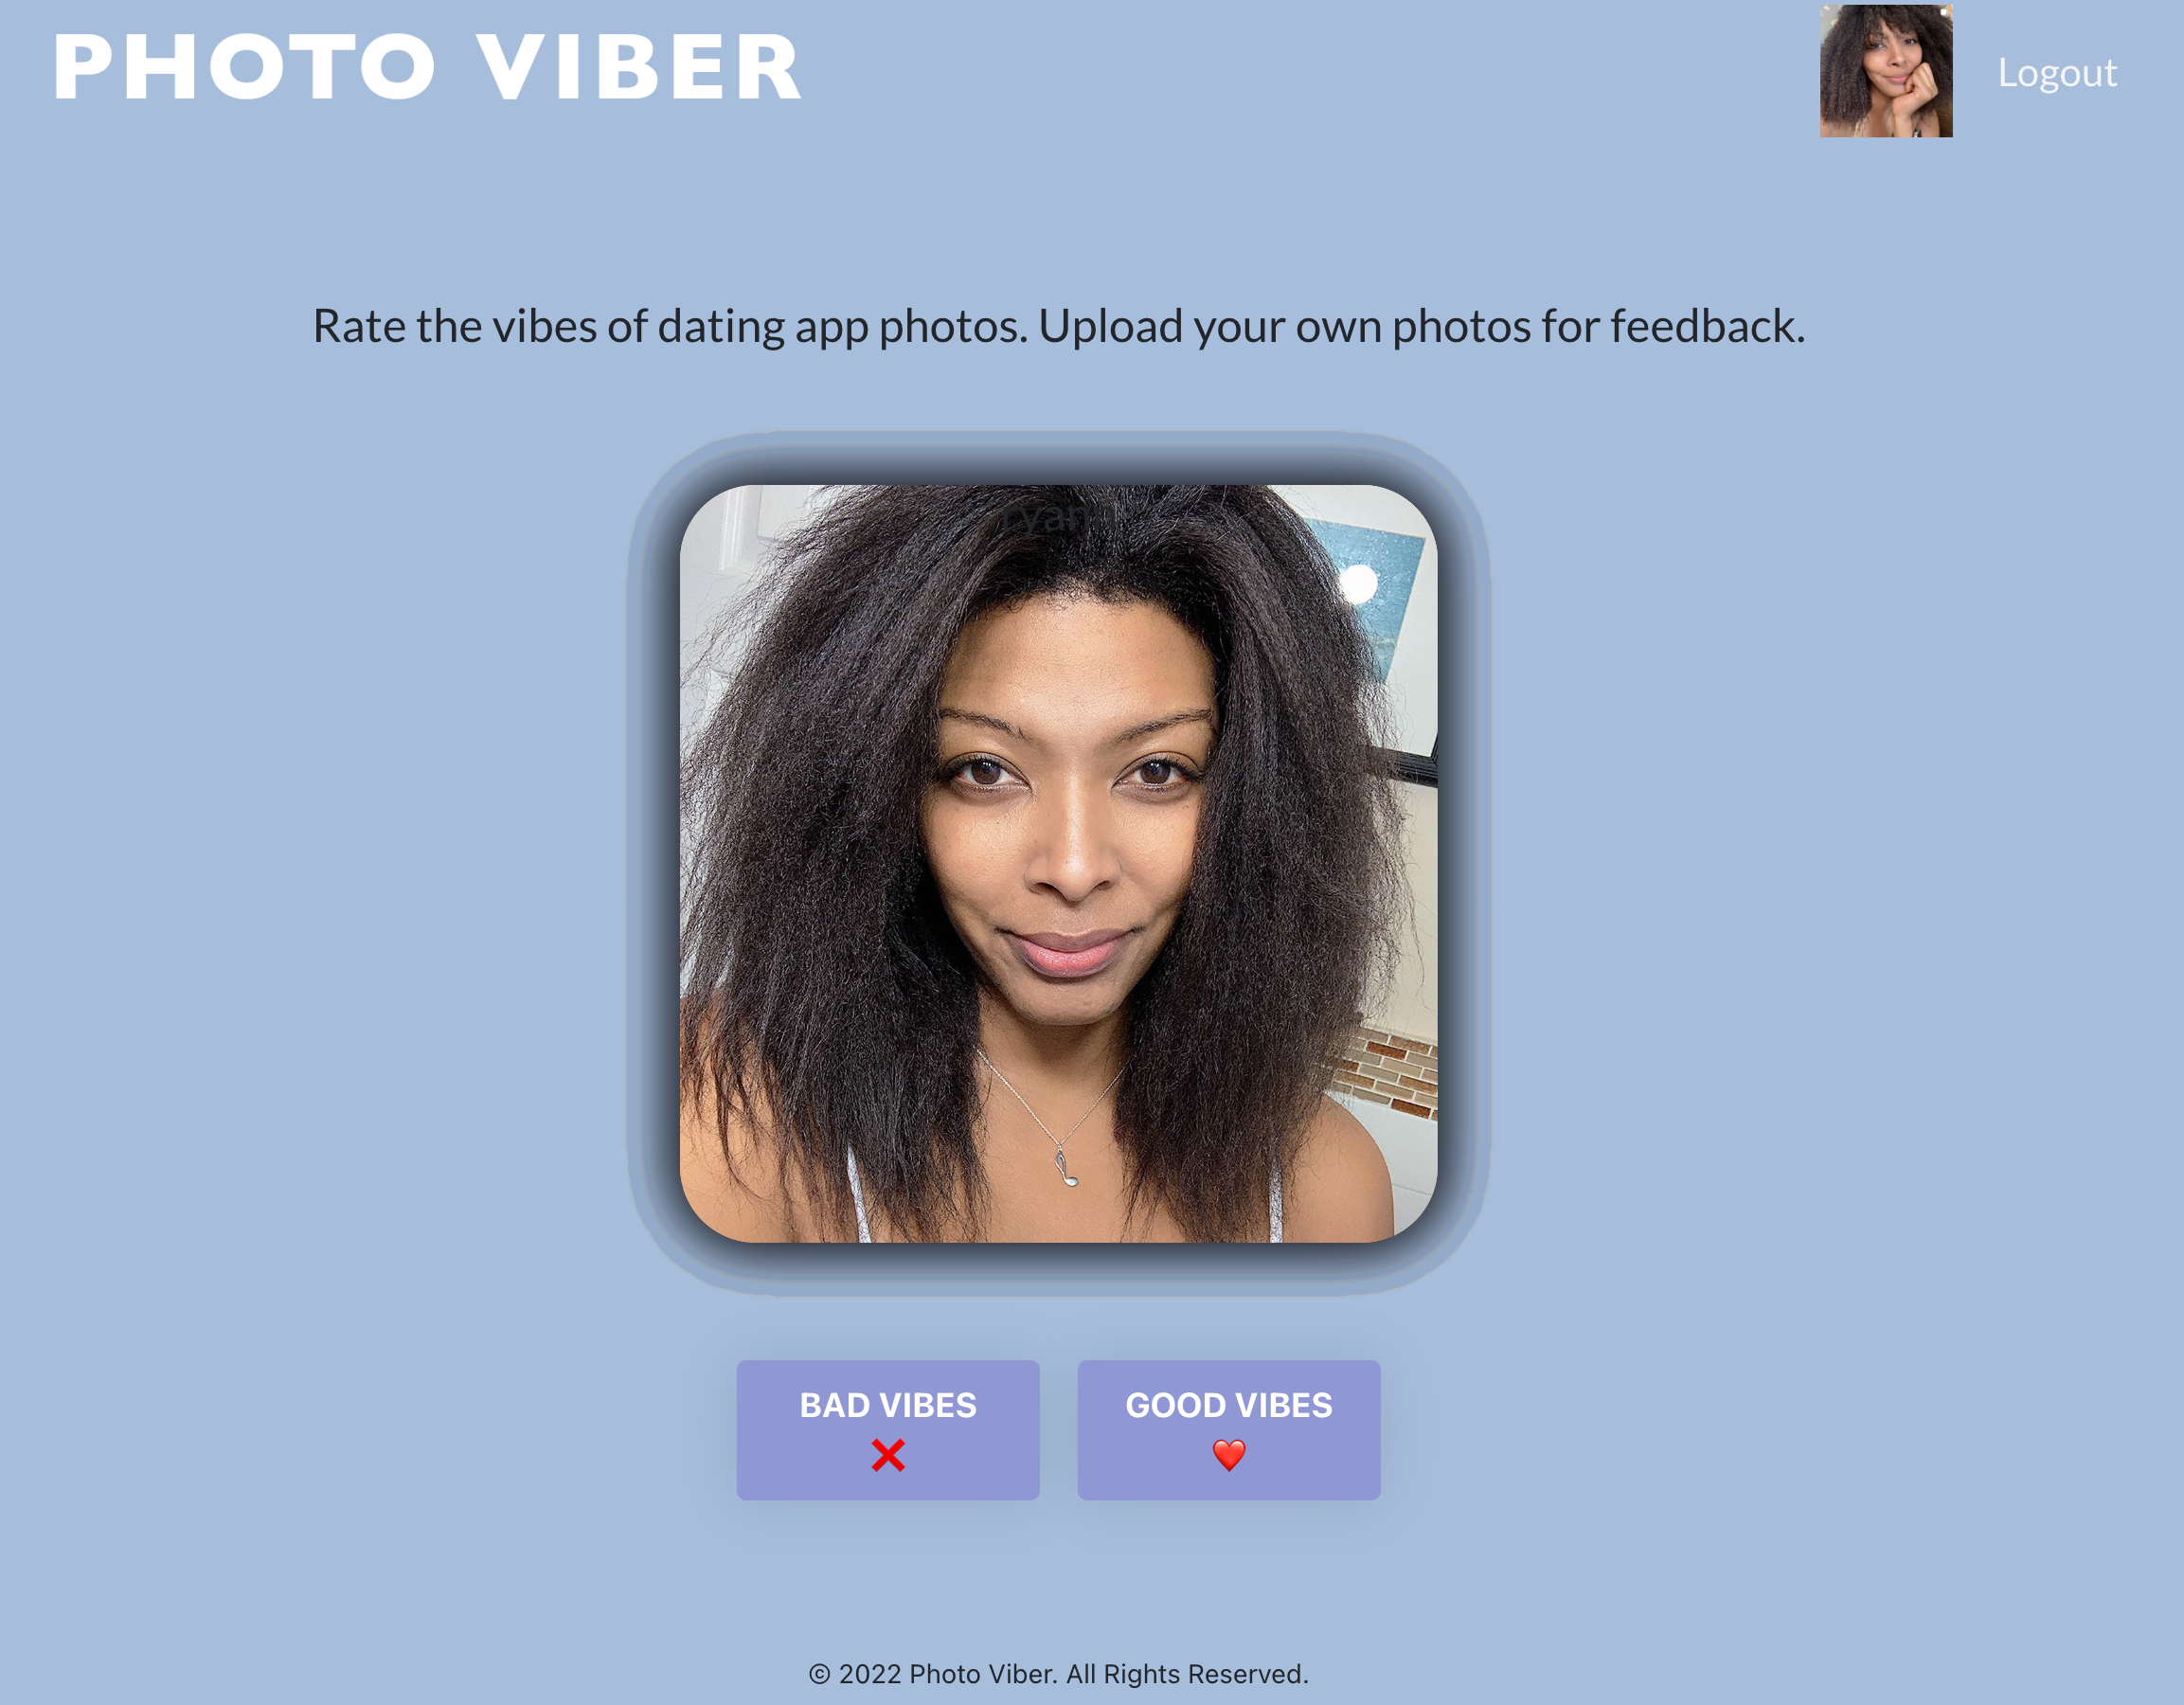 PHOTO VIBER
Logout
Rate the vibes of dating app photos. Upload your own photos for feedback.
BAD VIBES
GOOD VIBES
© 2022 Photo Viber. All Rights Reserved.